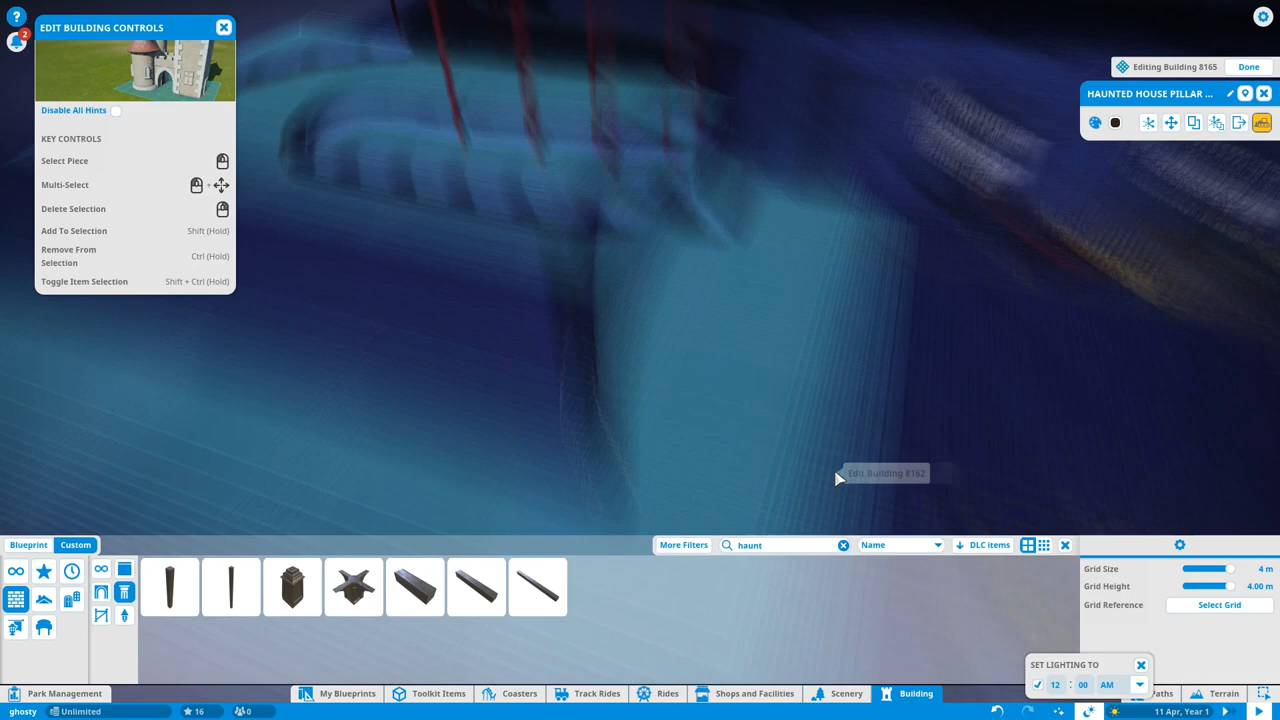 EDIT BUILDING CONTROLS
2
Disable All Hints
KEY CONTROLS
Select Piece
Multi-Select
+
Delete Selection
Add To Selection Shift (Hold)
Remove From
Selection Ctrl (Hold)
Toggle Item Selection Shift + Ctrl (Hold)
Editing Building 8165 Done
HAUNTED HOUSE PILLAR ...
Edit Building 8162
Blueprint Custom More Filters haunt Name DLC items
Grid Size 4 m
Grid Height 4.00 m
Grid Reference Select Grid
SET LIGHTING TO
12 : 00 AM
Park Management My Blueprints Toolkit Items Coasters Track Rides Rides Shops and Facilities Scenery Building Paths Terrain
ghosty Unlimited 16 0 11 Apr, Year 1